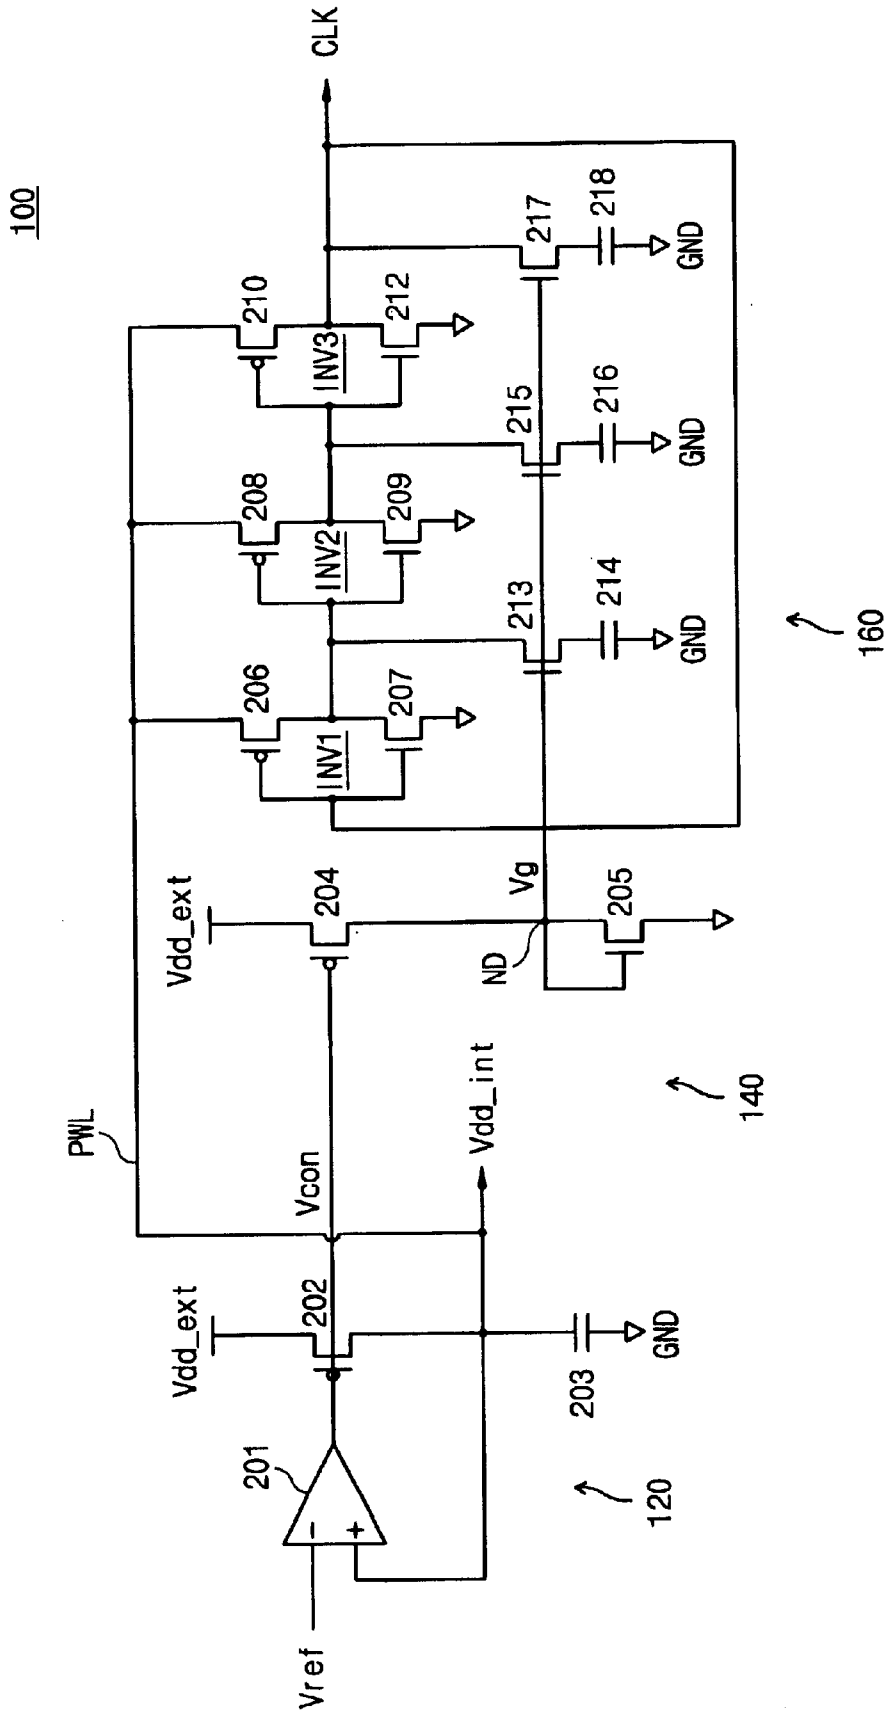 100
CLK
PWL
Vdd_ext
Vdd_ext
210
208
206
INV3
INV2
INV1
212
209
207
204
Vcon
202
201
Vref
217
218
GND
215
216
GND
213
214
GND
Vg
ND
205
Vdd_int
203
GND
120
140
160